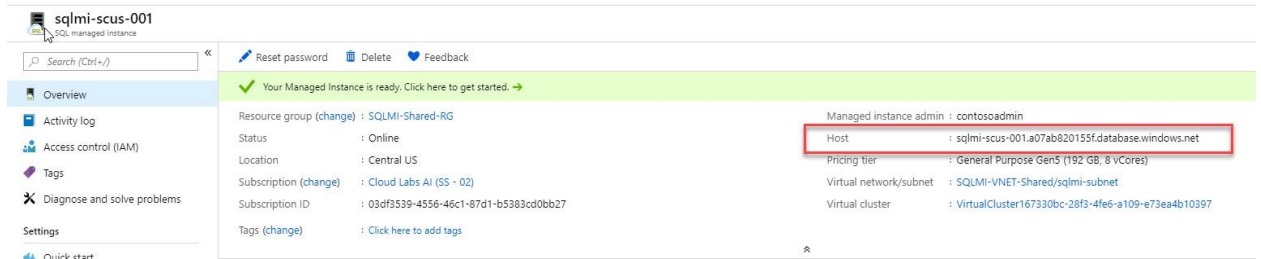 sqlmi-scus-001
SQL managed instance
Search (Ctrl+/)
«
Overview
Activity log
Access control (IAM)
Tags
Diagnose and solve problems
Settings
Quick start
Reset password Delete Feedback
Your Managed Instance is ready. Click here to get started. →
Resource group (change) : SQLMI-Shared-RG
Status : Online
Location : Central US
Subscription (change) : Cloud Labs AI (SS - 02)
Subscription ID : 03df3539-4556-46c1-87d1-b5383cd0bb27
Tags (change) : Click here to add tags
Managed instance admin : contosoadmin
Host : sqlmi-scus-001.a07ab820155f.database.windows.net
Pricing tier : General Purpose Gen5 (192 GB, 8 vCores)
Virtual network/subnet : SQLMI-VNET-Shared/sqlmi-subnet
Virtual cluster : VirtualCluster167330bc-28f3-4fe6-a109-e73ea4b10397